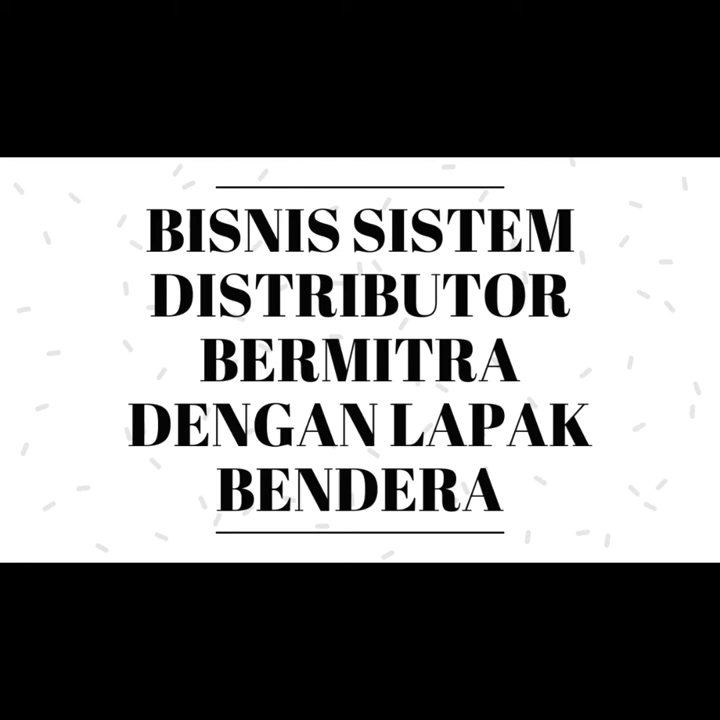 BISNIS SISTEM
DISTRIBUTOR
BERMITRA
DENGAN LAPAK
BENDERA